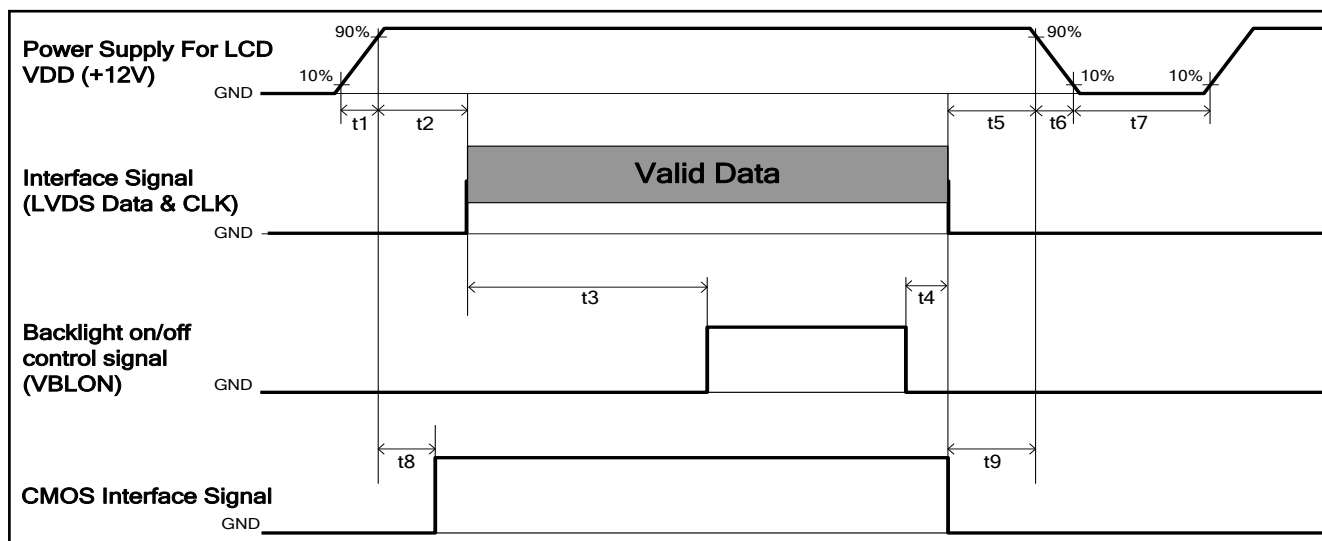 Power Supply For LCD
VDD (+12V)
90%
10%
GND
t1
t2
90%
10%
10%
t5
t6
t7
Interface Signal
(LVDS Data & CLK)
Valid Data
GND
t3
t4
Backlight on/off
control signal
(VBLON)
GND
t8
t9
CMOS Interface Signal
GND